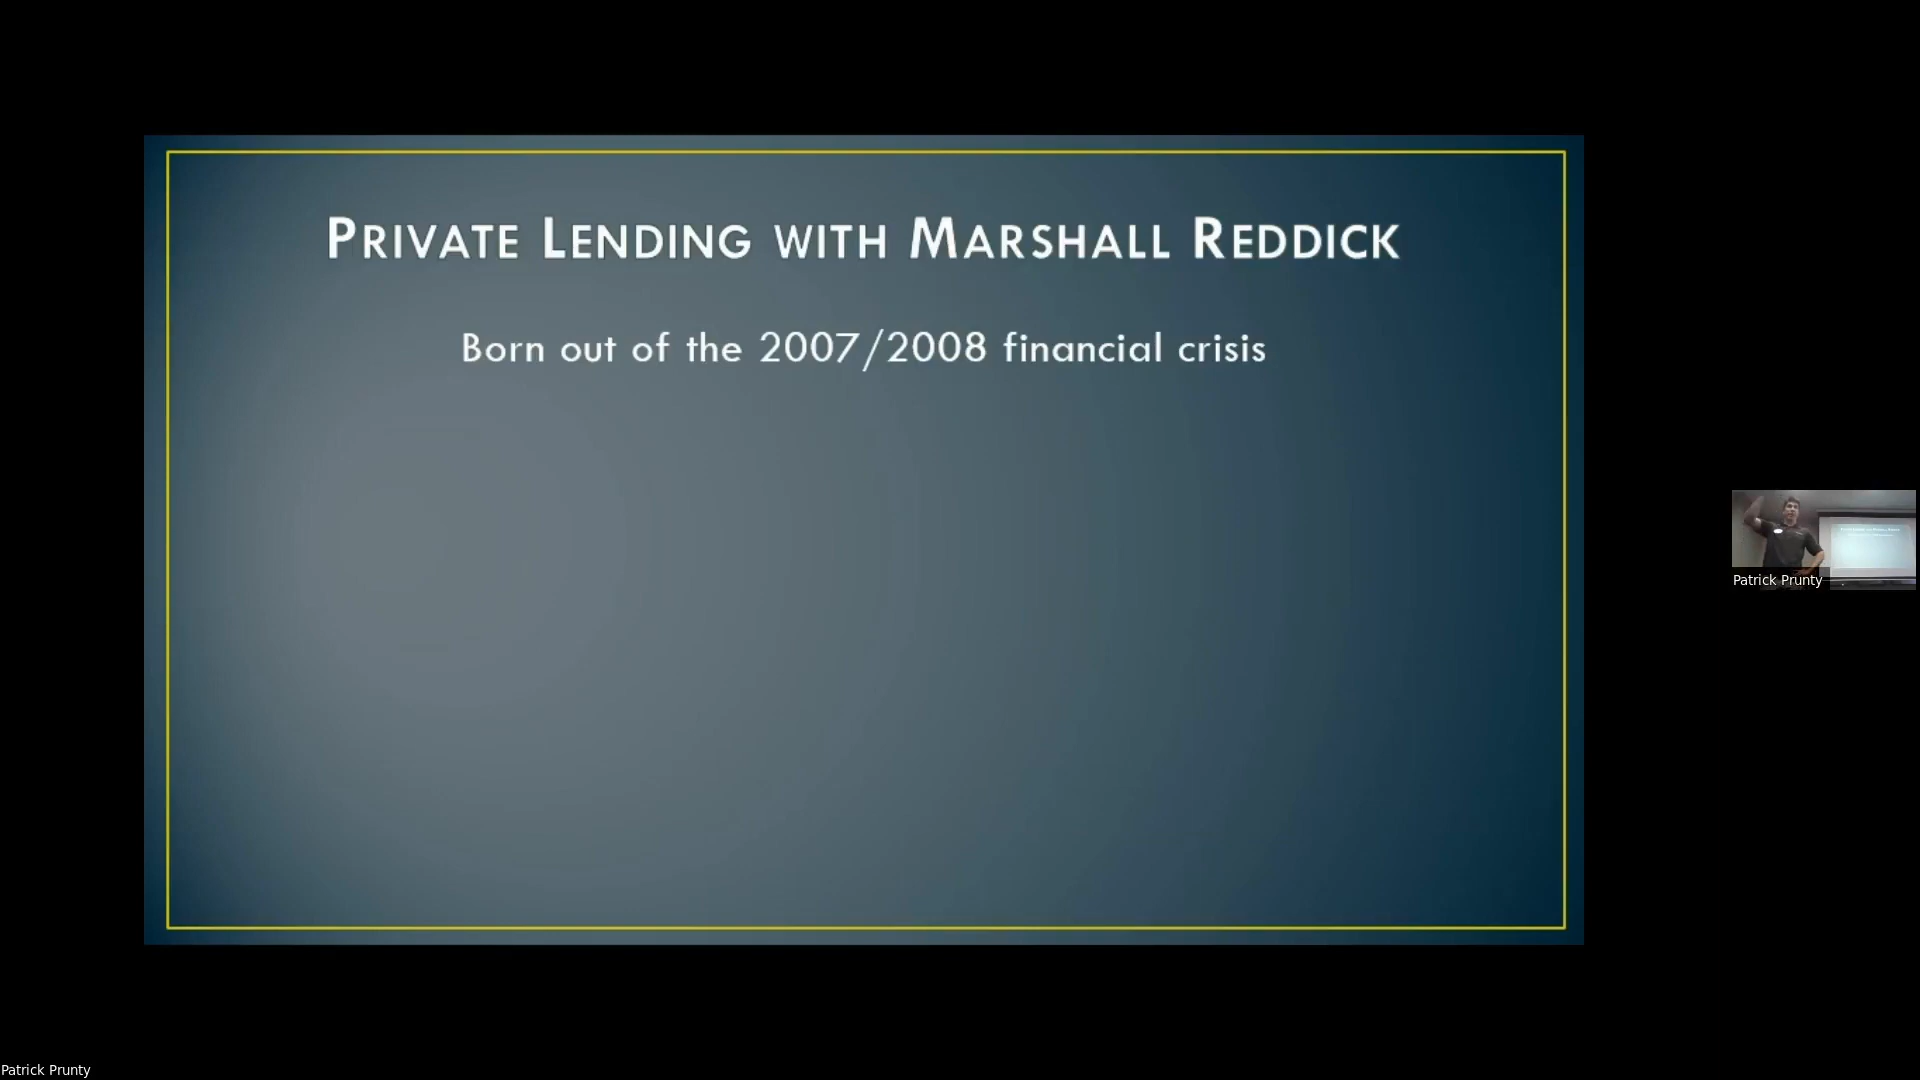 PRIVATE LENDING WITH MARSHALL REDDICK
Born out of the 2007/2008 financial crisis
Patrick Prunty
Patrick Prunty